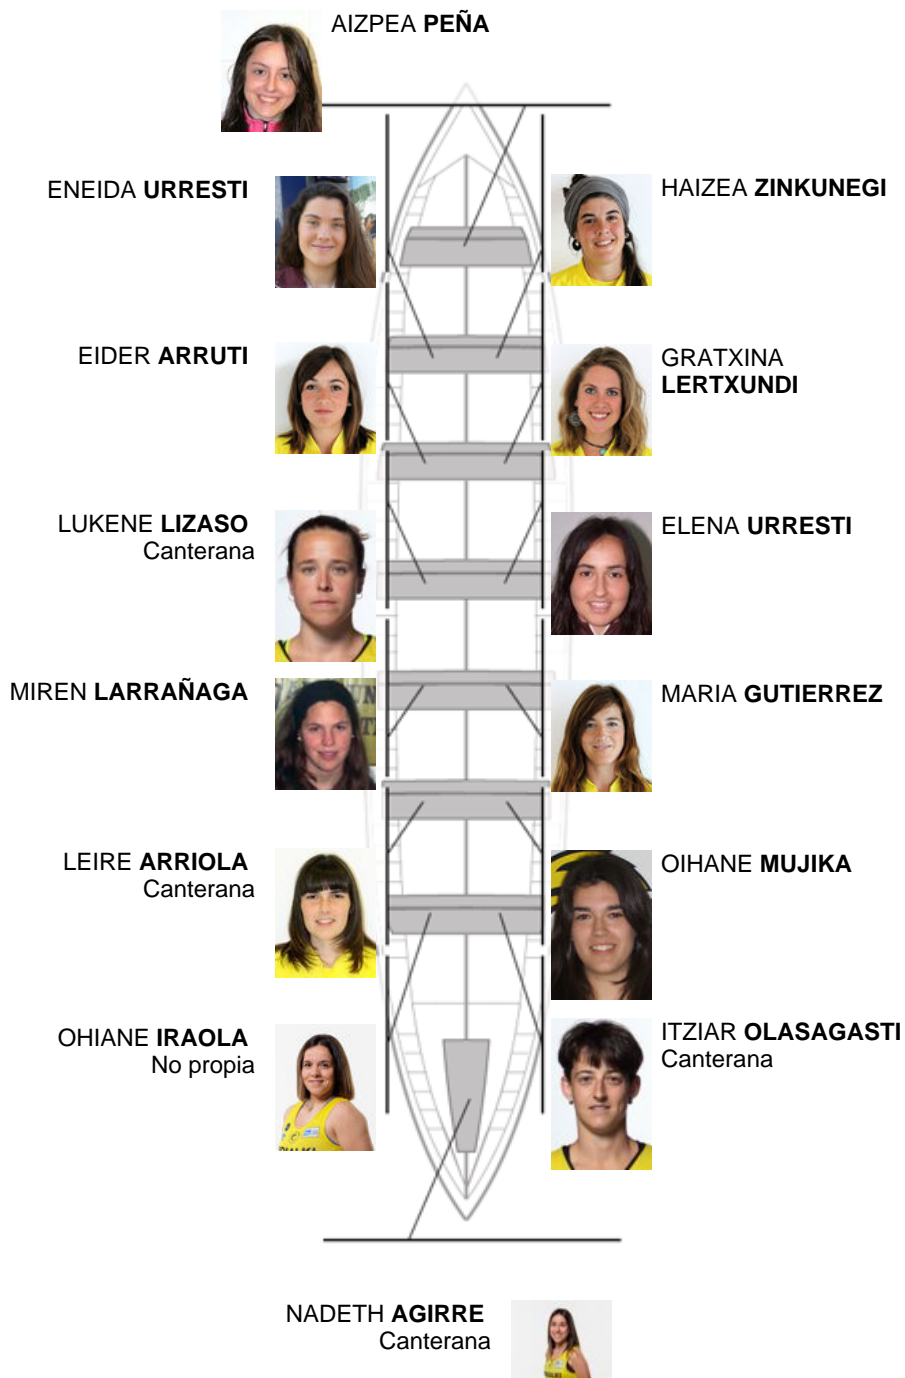 AIZPEA PEÑA
ENEIDA URRESTI
HAIZEA ZINKUNEGI
EIDER ARRUTI
GRATXINA
LERTXUNDI
LUKENE LIZASO
Canterana
ELENA URRESTI
MIREN LARRAÑAGA
MARIA GUTIERREZ
LEIRE ARRIOLA
Canterana
OIHANE MUJIKA
OHIANE IRAOLA
No propia
ITZIAR OLASAGASTI
Canterana
NADETH AGIRRE
Canterana